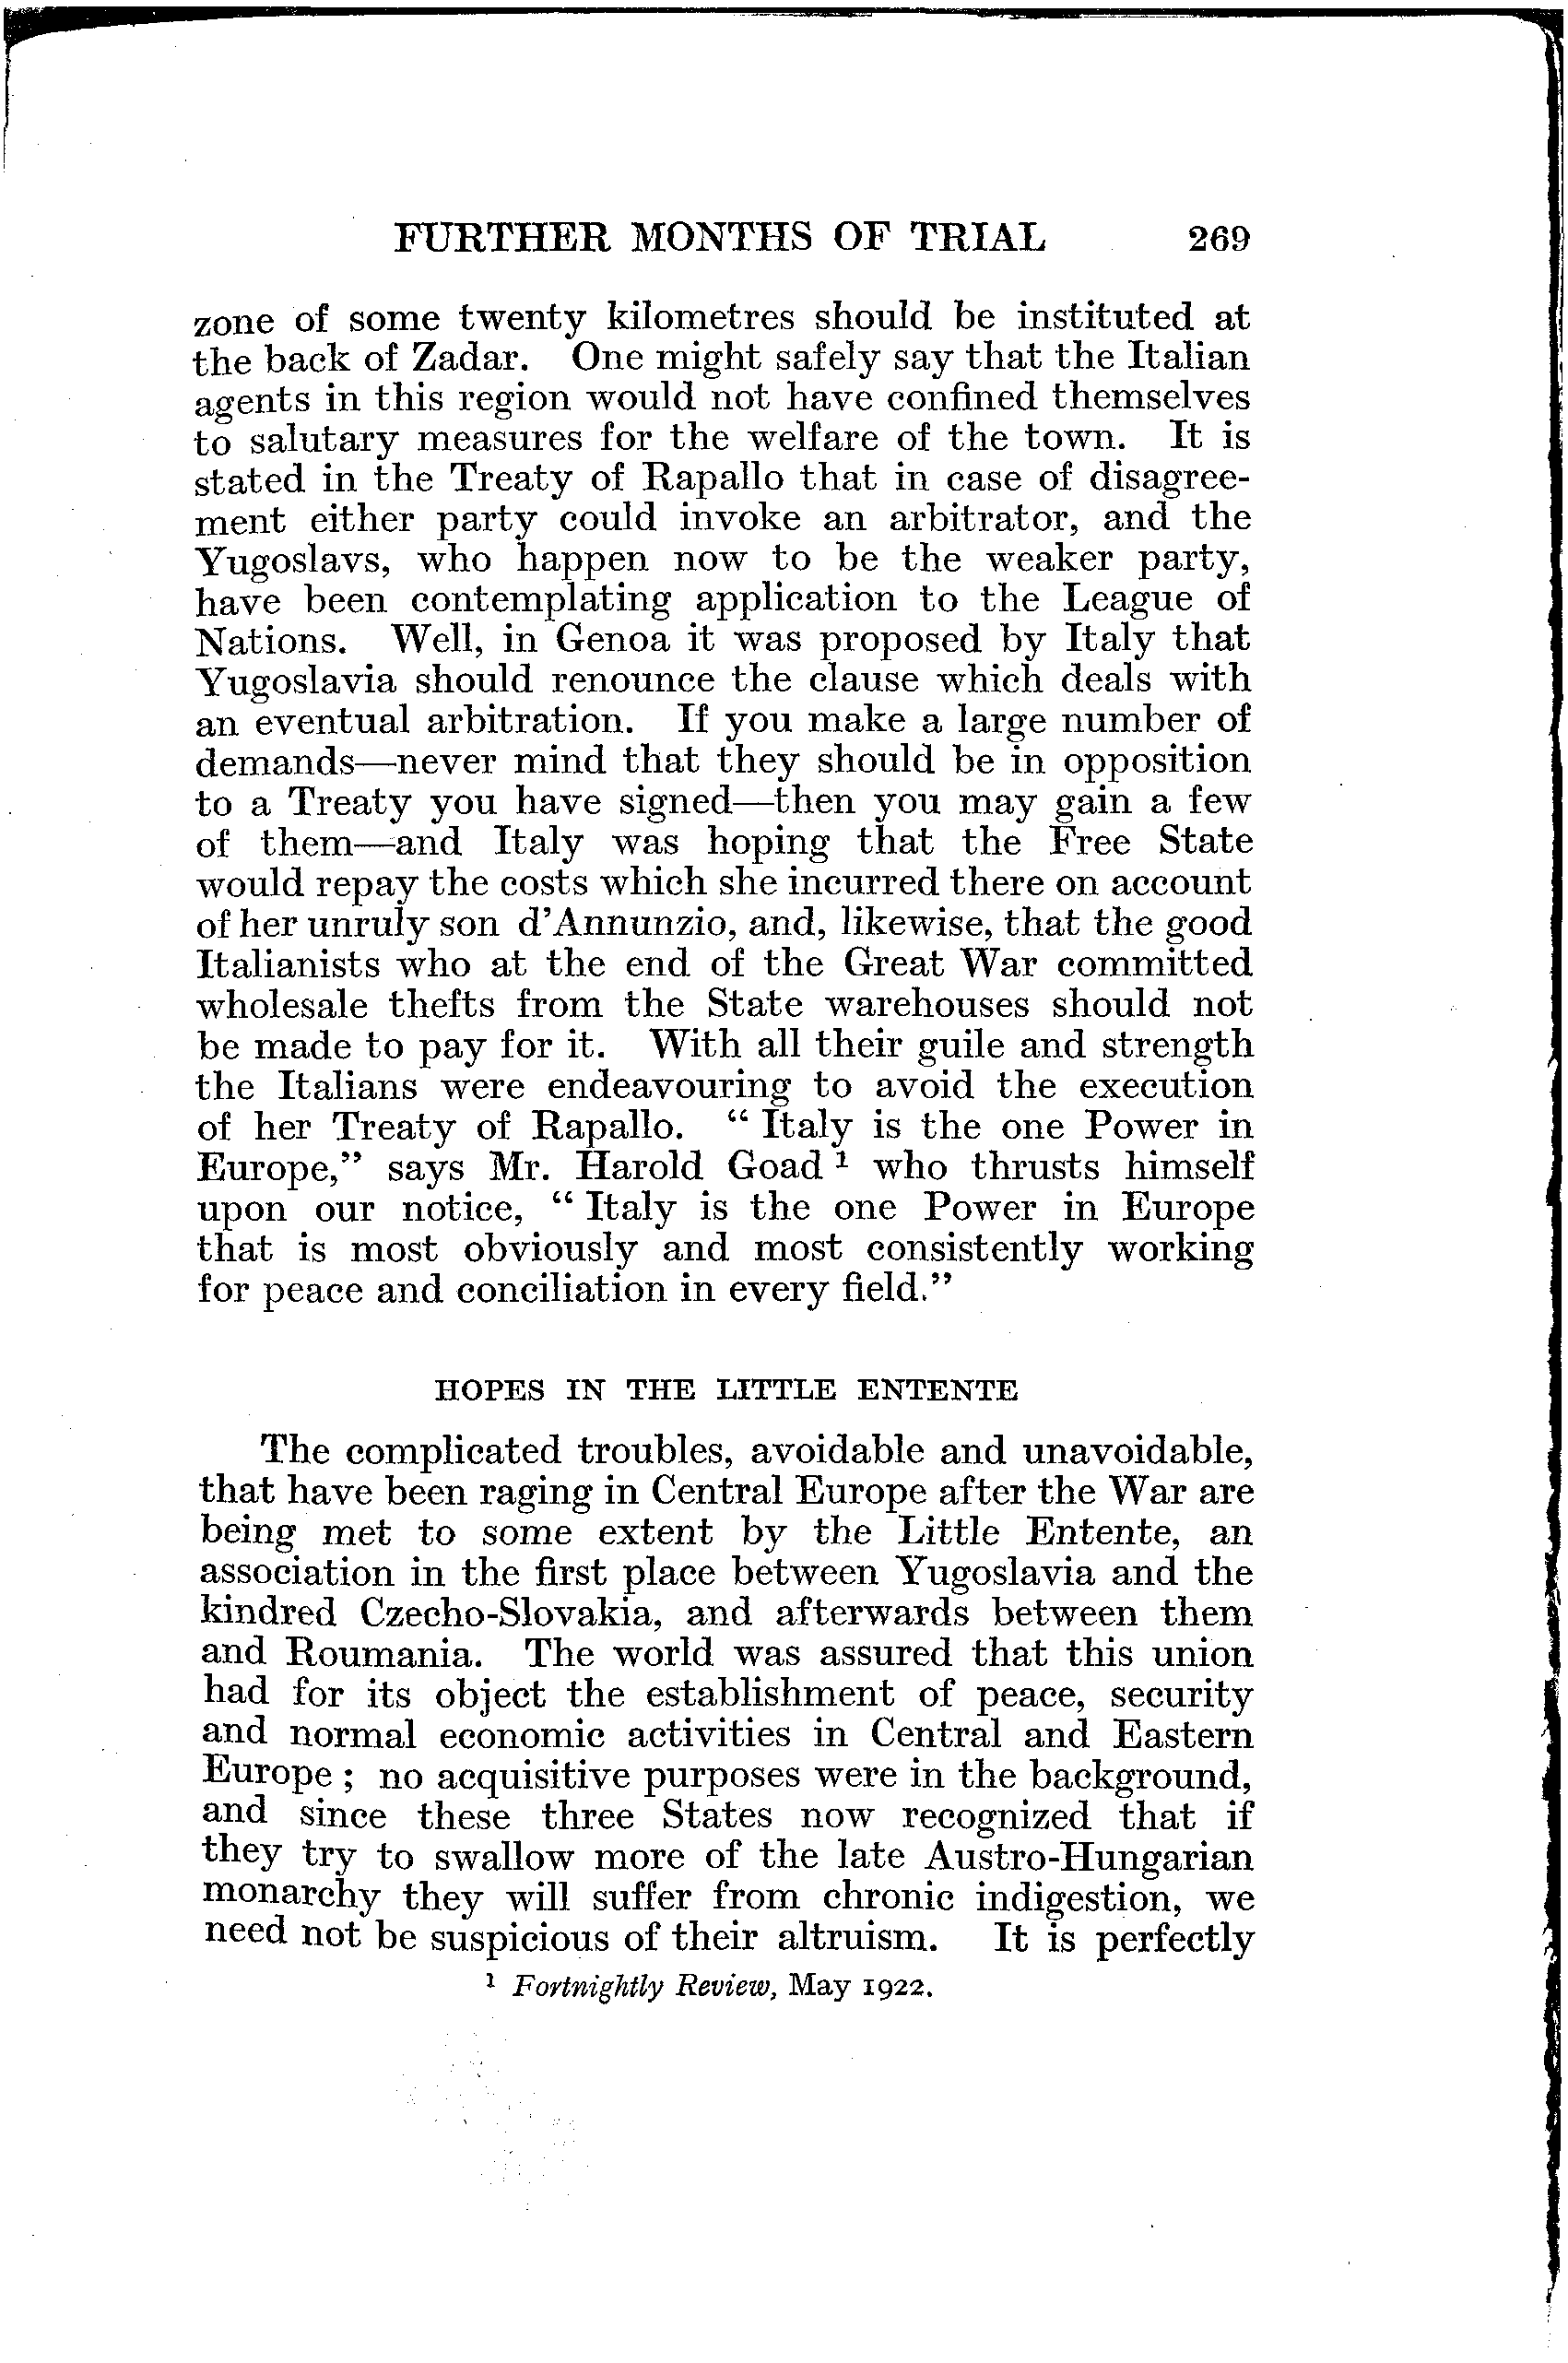 FURTHER MONTHS OF TRIAL 269
zone of some twenty kilometres should be instituted at
the back of Zadar. One might safely say that the Italian
agents in this region would not have confined themselves
to salutary measures for the welfare of the town. It is
stated in the Treaty of Rapallo that in case of disagree-
ment either party could invoke an arbitrator, and the
Yugoslavs, who happen now to be the weaker party,
have been contemplating application to the League of
Nations. Well, in Genoa it was proposed by Italy that
Yugoslavia should renounce the clause which deals with
an eventual arbitration. If you make a large number of
demands—never mind that they should be in opposition
to a Treaty you have signed—then you may gain a few
of them—and Italy was hoping that the Free State
would repay the costs which she incurred there on account
of her unruly son d'Annunzio, and, likewise, that the good
Italianists who at the end of the Great War committed
wholesale thefts from the State warehouses should not
be made to pay for it. With all their guile and strength
the Italians were endeavouring to avoid the execution
of her Treaty of Rapallo. “ Italy is the one Power in
Europe,” says Mr. Harold Goad ¹ who thrusts himself
upon our notice, “ Italy is the one Power in Europe
that is most obviously and most consistently working
for peace and conciliation in every field.”
HOPES IN THE LITTLE ENTENTE
The complicated troubles, avoidable and unavoidable,
that have been raging in Central Europe after the War are
being met to some extent by the Little Entente, an
association in the first place between Yugoslavia and the
kindred Czecho-Slovakia, and afterwards between them
and Roumania. The world was assured that this union
had for its object the establishment of peace, security
and normal economic activities in Central and Eastern
Europe ; no acquisitive purposes were in the background,
and since these three States now recognized that if
they try to swallow more of the late Austro-Hungarian
monarchy they will suffer from chronic indigestion, we
need not be suspicious of their altruism. It is perfectly
¹ Fortnightly Review, May 1922.